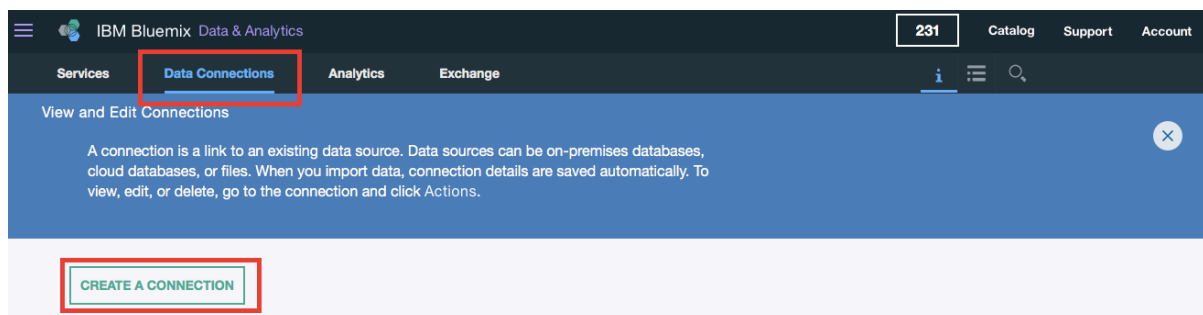 IBM Bluemix Data & Analytics 231 Catalog Support Account
Services Data Connections Analytics Exchange
View and Edit Connections
A connection is a link to an existing data source. Data sources can be on-premises databases,
cloud databases, or files. When you import data, connection details are saved automatically. To
view, edit, or delete, go to the connection and click Actions.
CREATE A CONNECTION